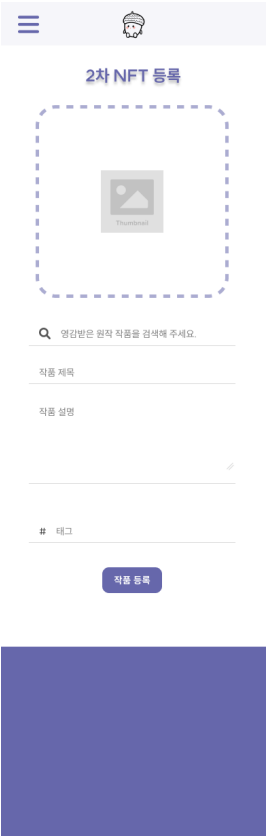 2차 NFT 등록
Thumbnail
영감받은 원작 작품을 검색해 주세요.
작품 제목
작품 설명
# 태그
작품 등록